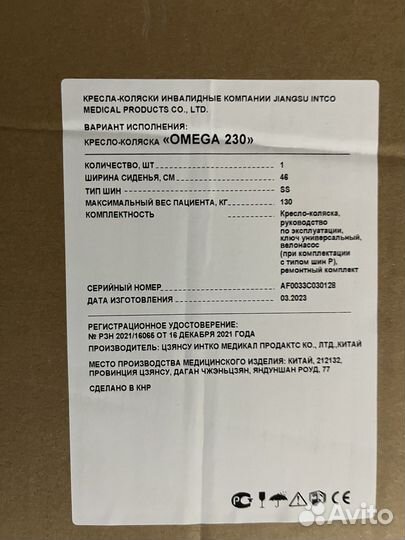 КРЕСЛА-КОЛЯСКИ ИНВАЛИДНЫЕ КОМПАНИИ JIANGSU INTCO
MEDICAL PRODUCTS CO., LTD.
ВАРИАНТ ИСПОЛНЕНИЯ:
КРЕСЛО-КОЛЯСКА «OMEGA 230»
КОЛИЧЕСТВО, ШТ 1
ШИРИНА СИДЕНЬЯ, СМ 46
ТИП ШИН SS
МАКСИМАЛЬНЫЙ ВЕС ПАЦИЕНТА, КГ 130
КОМПЛЕКТНОСТЬ Кресло-коляска,
руководство
по эксплуатации,
ключ универсальный,
велонасос
(при комплектации
с типом шин P),
ремонтный комплект
СЕРИЙНЫЙ НОМЕР AF0033C030128
ДАТА ИЗГОТОВЛЕНИЯ 03.2023
РЕГИСТРАЦИОННОЕ УДОСТОВЕРЕНИЕ:
№ РЗН 2021/16065 ОТ 16 ДЕКАБРЯ 2021 ГОДА
ПРОИЗВОДИТЕЛЬ: ЦЗЯНСУ ИНТКО МЕДИКАЛ ПРОДАКТС КО., ЛТД.,КИТАЙ
МЕСТО ПРОИЗВОДСТВА МЕДИЦИНСКОГО ИЗДЕЛИЯ: КИТАЙ, 212132,
ПРОВИНЦИЯ ЦЗЯНСУ, ДАГАН ЧЖЭНЬЦЗЯН, ЯНДУНШАН РОУД, 77
СДЕЛАНО В КНР
Avito